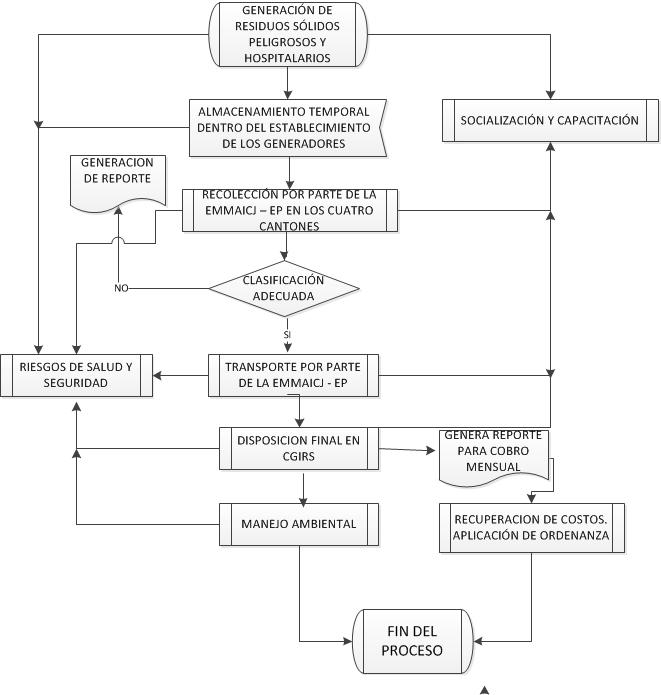 GENERACIÓN DE
RESIDUOS SÓLIDOS
PELIGROSOS Y
HOSPITALARIOS
ALMACENAMIENTO TEMPORAL
DENTRO DEL ESTABLECIMIENTO
DE LOS GENERADORES
SOCIALIZACIÓN Y CAPACITACIÓN
GENERACION
DE REPORTE
RECOLECCIÓN POR PARTE DE LA
EMMAICJ – EP EN LOS CUATRO
CANTONES
CLASIFICACIÓN
ADECUADA
NO
SI
RIESGOS DE SALUD Y
SEGURIDAD
TRANSPORTE POR PARTE
DE LA EMMAICJ - EP
DISPOSICION FINAL EN
CGIRS
GENERA REPORTE
PARA COBRO
MENSUAL
MANEJO AMBIENTAL
RECUPERACION DE COSTOS.
APLICACIÓN DE ORDENANZA
FIN DEL
PROCESO